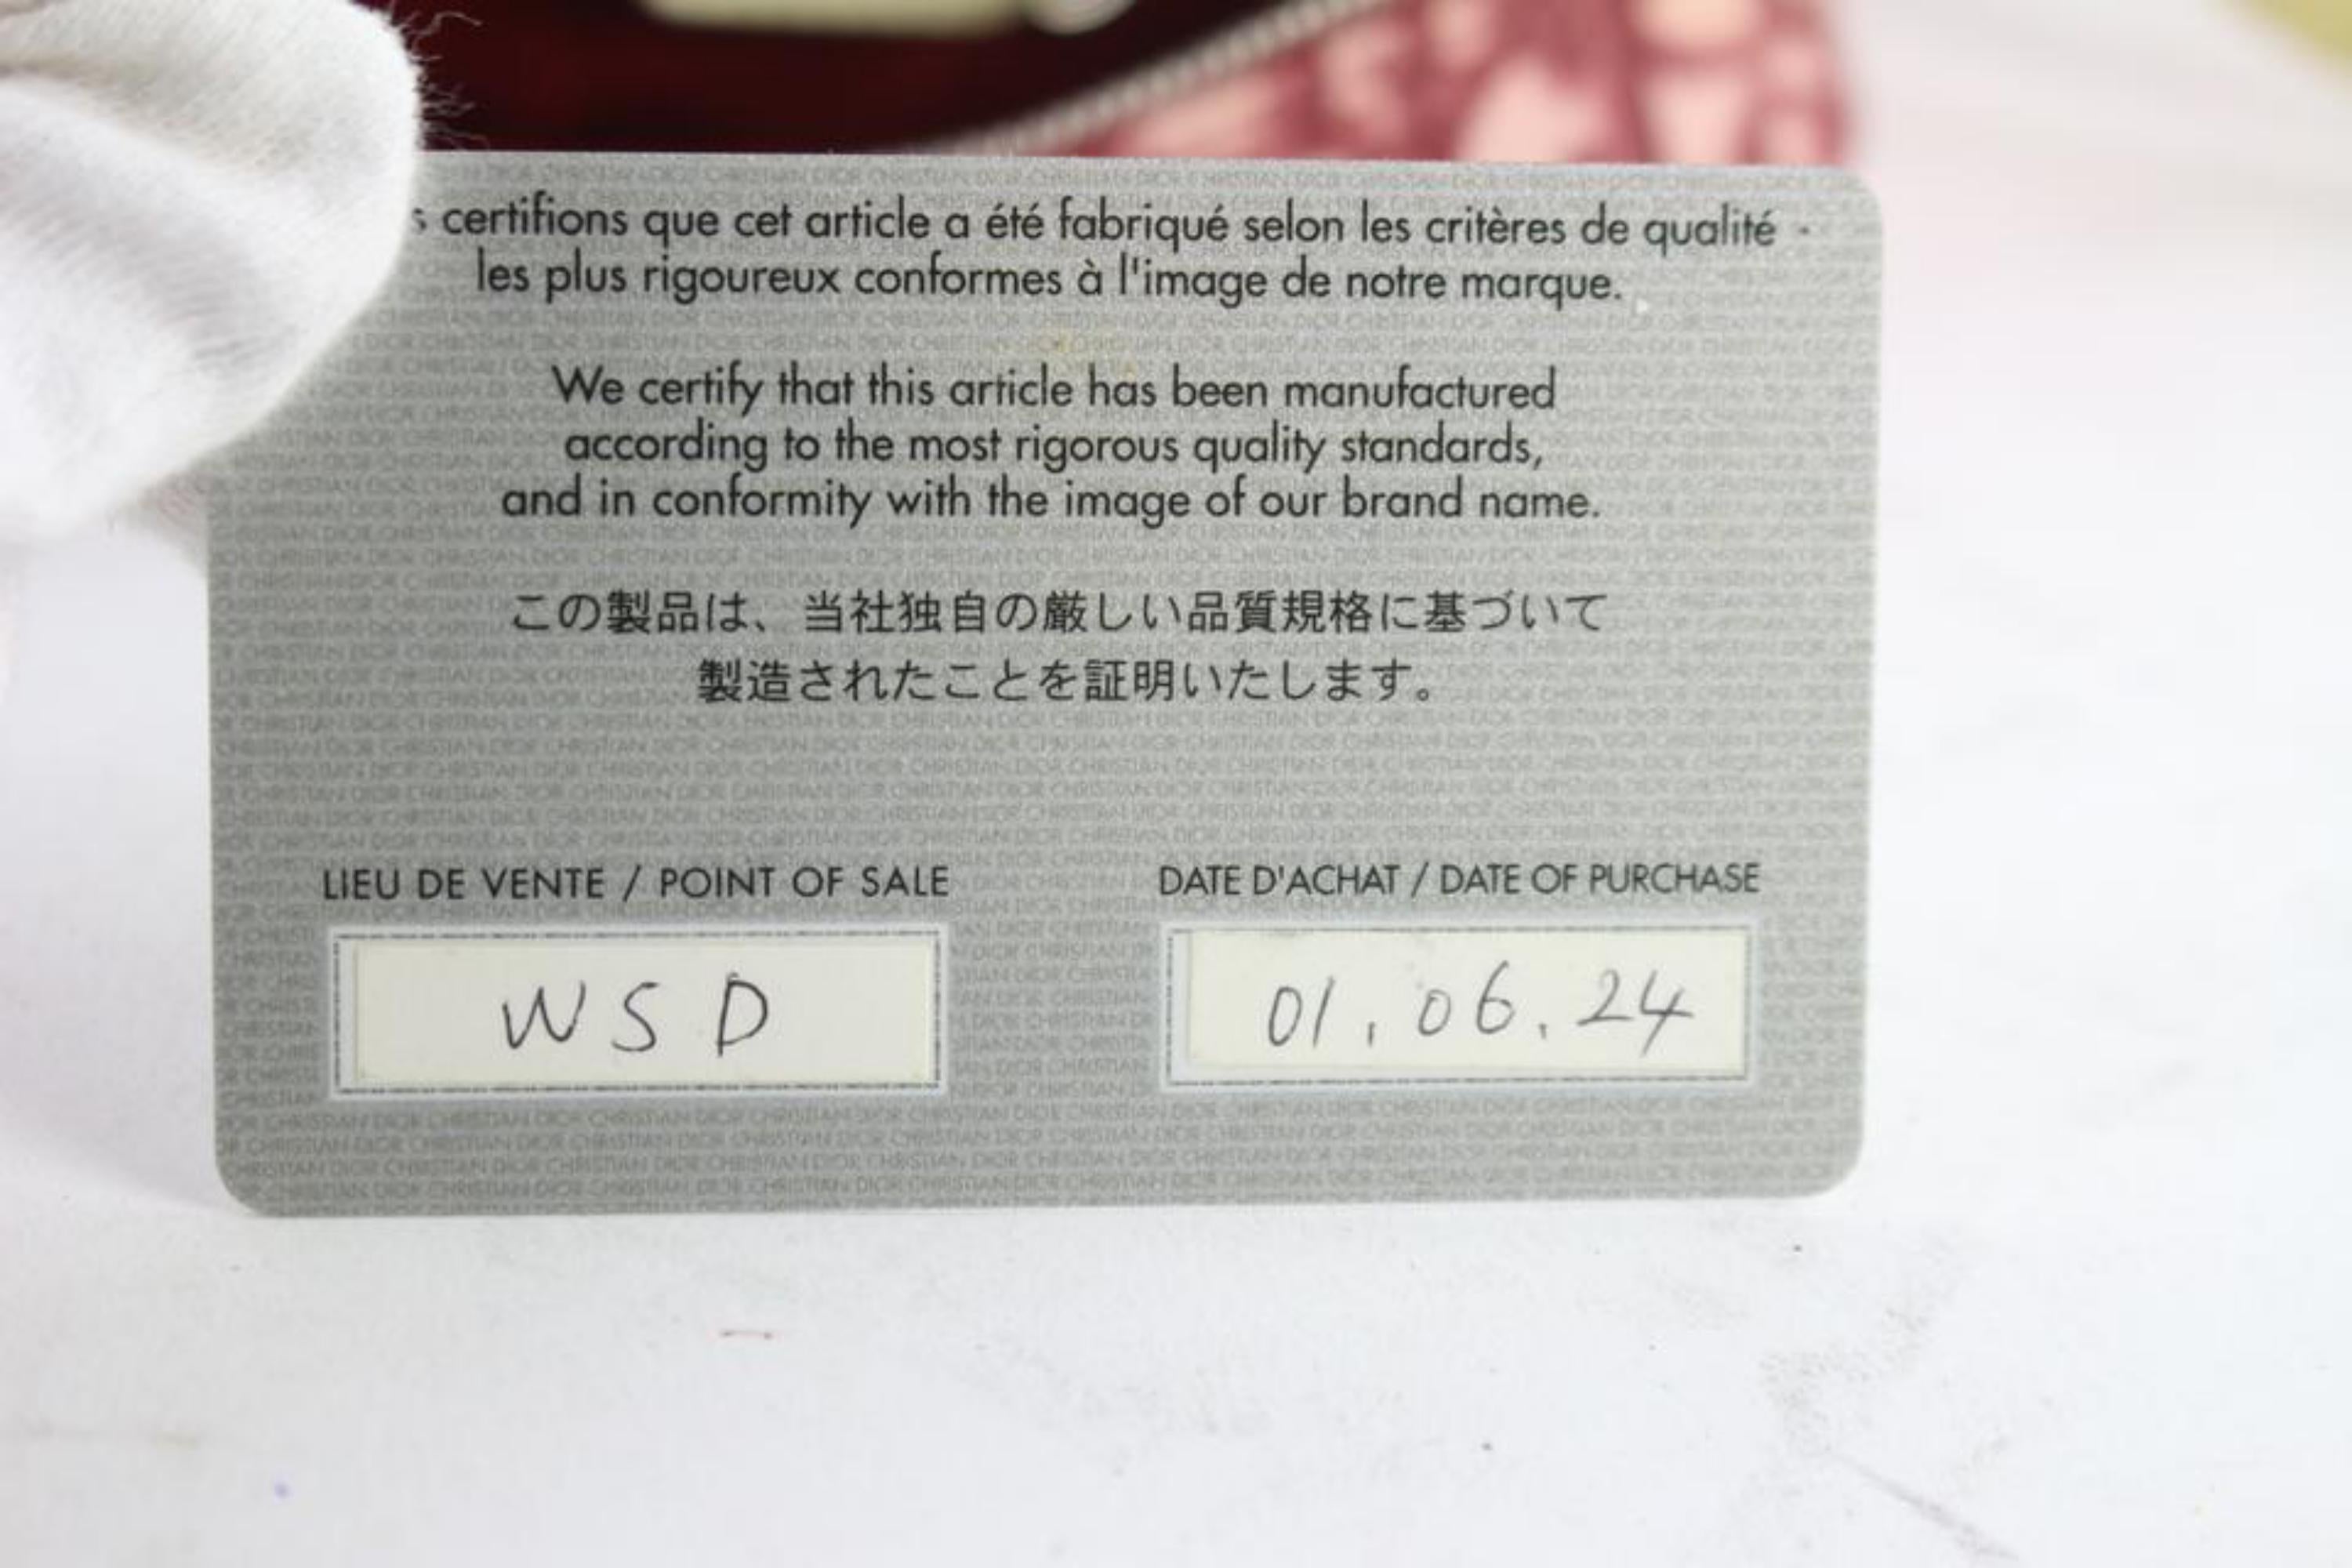 certifions que cet article a été fabriqué selon les critères de qualité
les plus rigoureux conformes à l'image de notre marque.
We certify that this article has been manufactured
according to the most rigorous quality standards,
and in conformity with the image of our brand name.
この製品は、当社独自の厳しい品質規格に基づいて
製造されたことを証明いたします。
LIEU DE VENTE / POINT OF SALE
DATE D'ACHAT / DATE OF PURCHASE
WSD
01.06.24